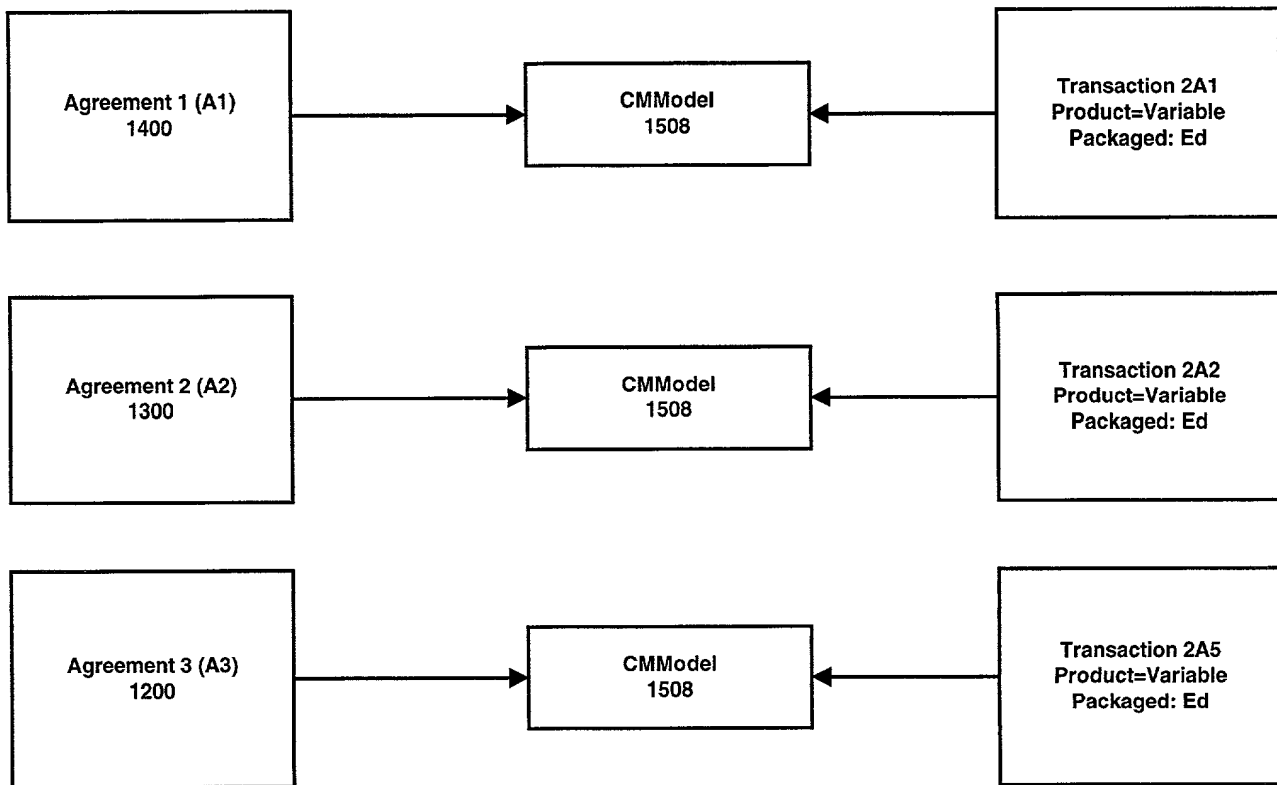 Agreement 1 (A1)
1400
CMModel
1508
Transaction 2A1
Product=Variable
Packaged: Ed
Agreement 2 (A2)
1300
CMModel
1508
Transaction 2A2
Product=Variable
Packaged: Ed
Agreement 3 (A3)
1200
CMModel
1508
Transaction 2A5
Product=Variable
Packaged: Ed